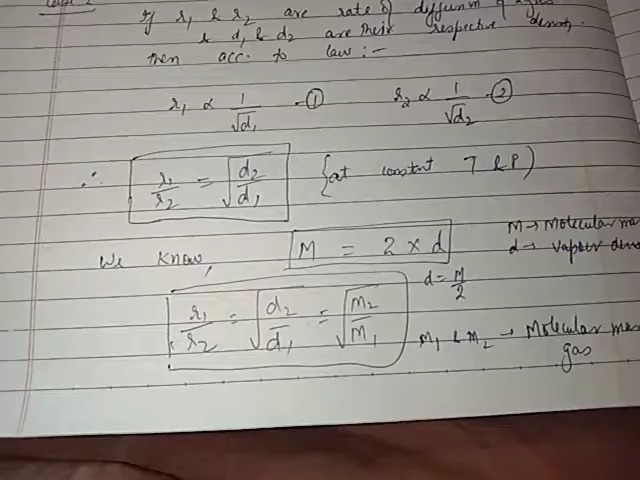 If r₁ & r₂ are rate of diffusion of
& d₁ & d₂ are their respective density.
then acc. to law :-
r₁ ∝ 1/√d₁ -① r₂ ∝ 1/√d₂ -②
∴ r₁/r₂ = √(d₂/d₁) {at constant T & P)
We know, M = 2 × d
M → Molecular
d → vapour
d = M/2
r₁/r₂ = √(d₂/d₁) = √(M₂/M₁)
M₁ & M₂ → Molecular
gas